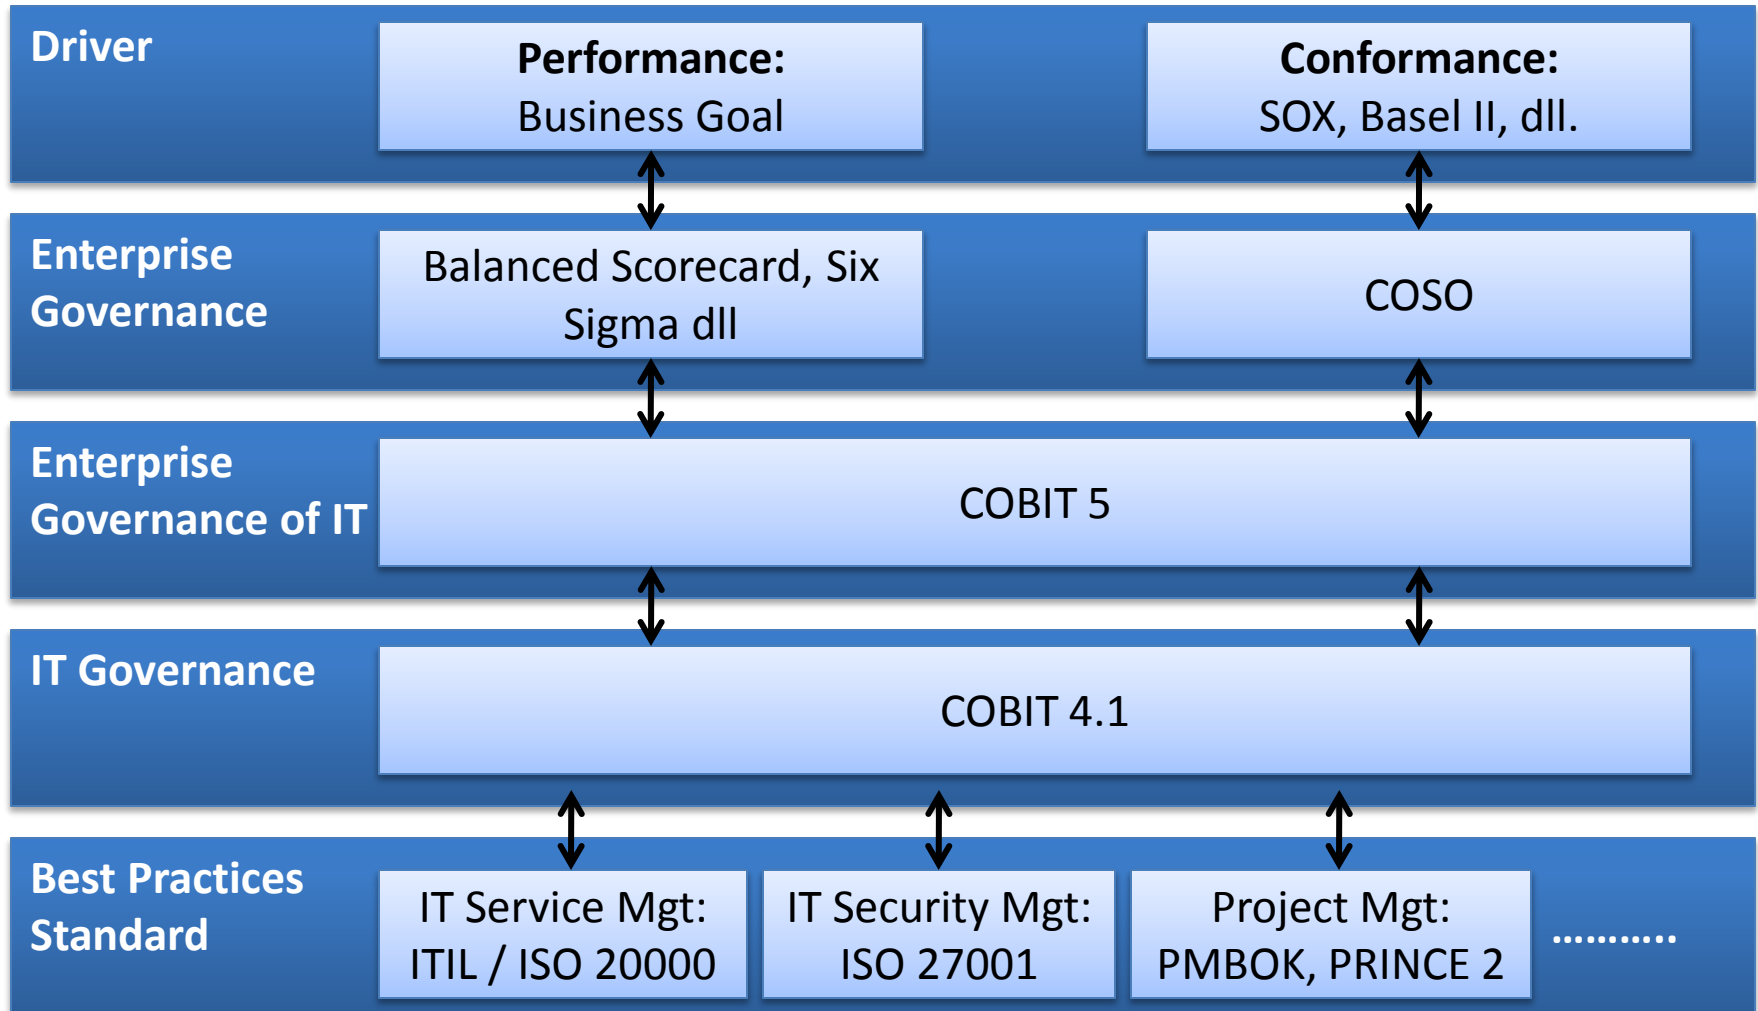 Driver
Performance:
Business Goal
Conformance:
SOX, Basel II, dll.
Enterprise
Governance
Balanced Scorecard, Six
Sigma dll
COSO
Enterprise
Governance of IT
COBIT 5
IT Governance
COBIT 4.1
Best Practices
Standard
IT Service Mgt:
ITIL / ISO 20000
IT Security Mgt:
ISO 27001
Project Mgt:
PMBOK, PRINCE 2
...........